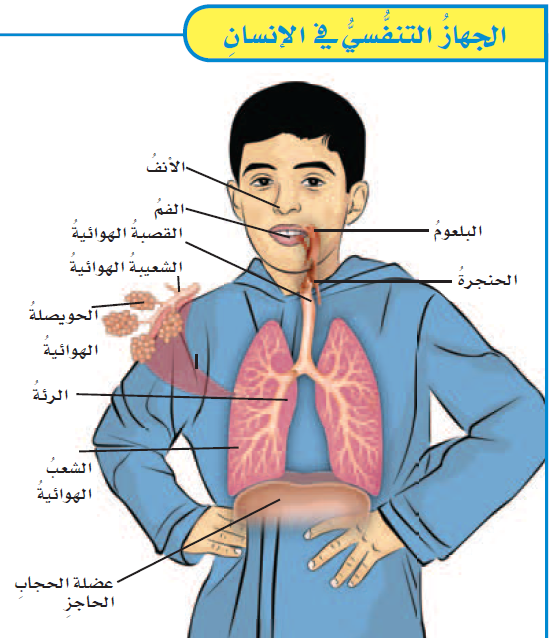 الجهازُ التنفُّسيُّ في الإنسانِ
الأنفُ
الفمُ
القصبةُ الهوائيةُ
الشعيبةُ الهوائيةُ
الحويصلةُ
الهوائيةُ
الرئةُ
الشعبُ
الهوائيةُ
عضلة الحجابِ
الحاجزِ
البلعومُ
الحنجرةُ